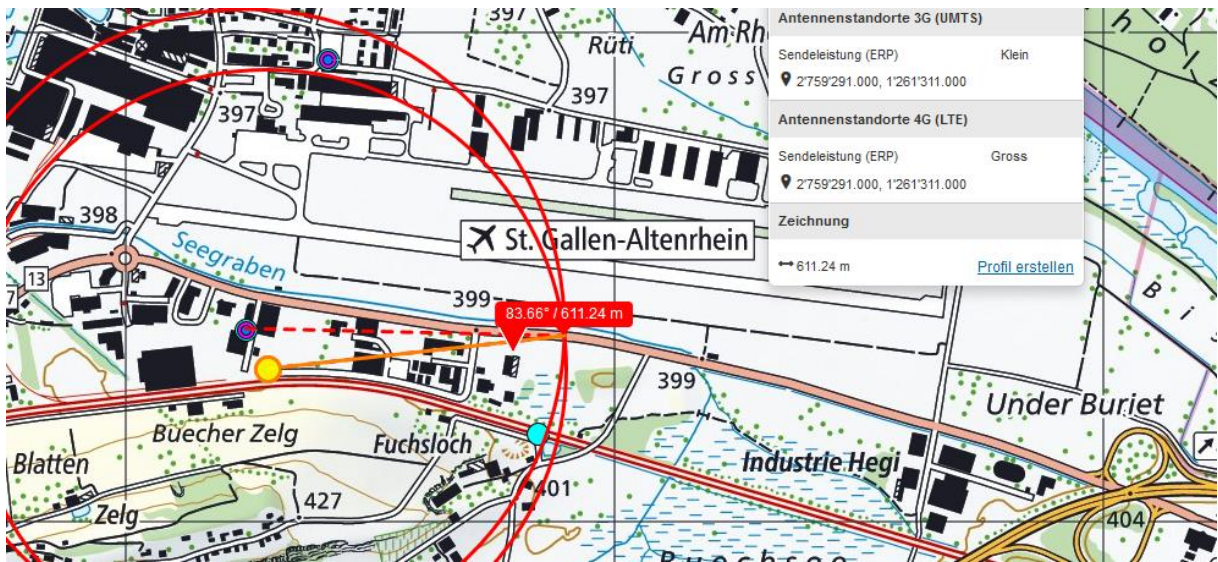 397
Rüti
Am Rh
Gross
397
397
398
Seegraben
13
St. Gallen-Altenrhein
399
83.66° / 611.24 m
399
Buecher Zelg
Fuchsloch
Blatten
Zelg
427
401
Industrie Hegi
Under Buriet
404
Antennenstandorte 3G (UMTS)
Sendeleistung (ERP) Klein
2'759'291.000, 1'261'311.000
Antennenstandorte 4G (LTE)
Sendeleistung (ERP) Gross
2'759'291.000, 1'261'311.000
Zeichnung
611.24 m Profil erstellen